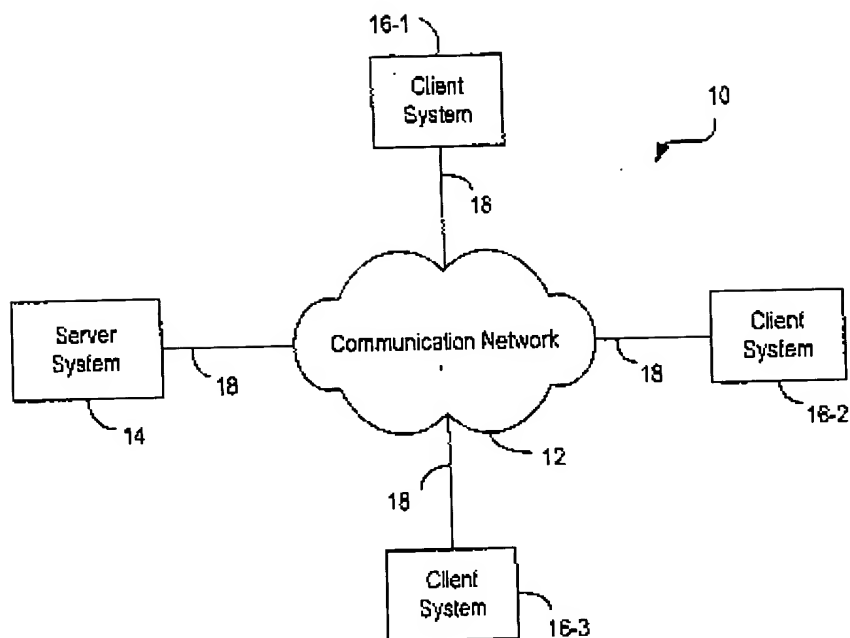 16-1
Client
System
10
18
Server
System
18
14
Communication Network
12
18
Client
System
16-2
18
Client
System
16-3